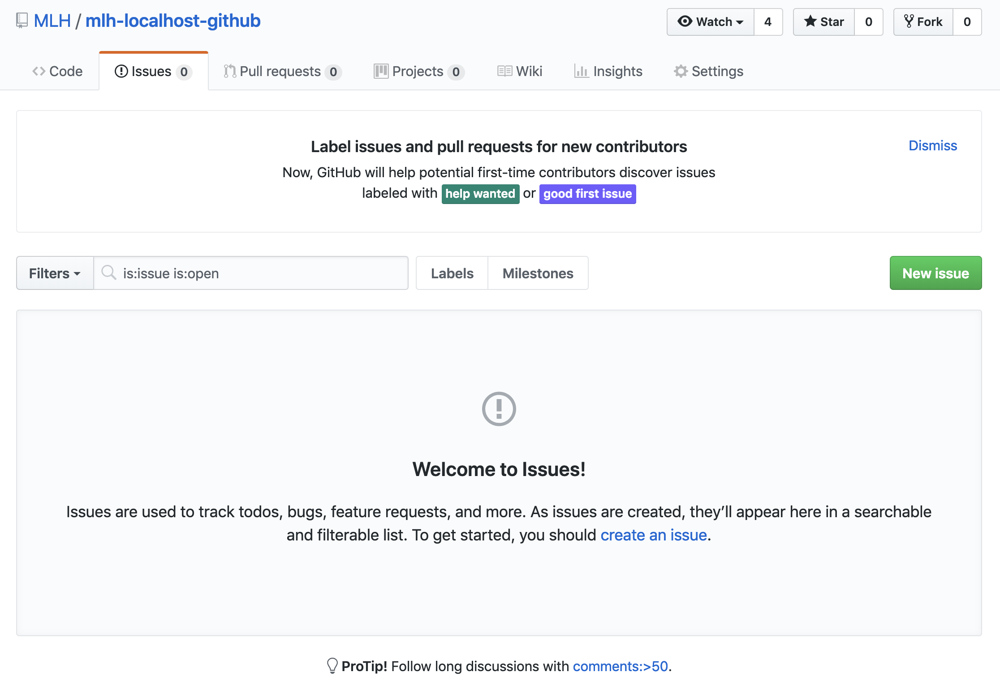 MLH / mlh-localhost-github
Watch 4 Star 0 Fork 0
Code Issues 0 Pull requests 0 Projects 0 Wiki Insights Settings
Label issues and pull requests for new contributors
Dismiss
Now, GitHub will help potential first-time contributors discover issues
labeled with help wanted or good first issue
Filters is:issue is:open Labels Milestones New issue
Welcome to Issues!
Issues are used to track todos, bugs, feature requests, and more. As issues are created, they’ll appear here in a searchable
and filterable list. To get started, you should create an issue.
ProTip! Follow long discussions with comments:>50.